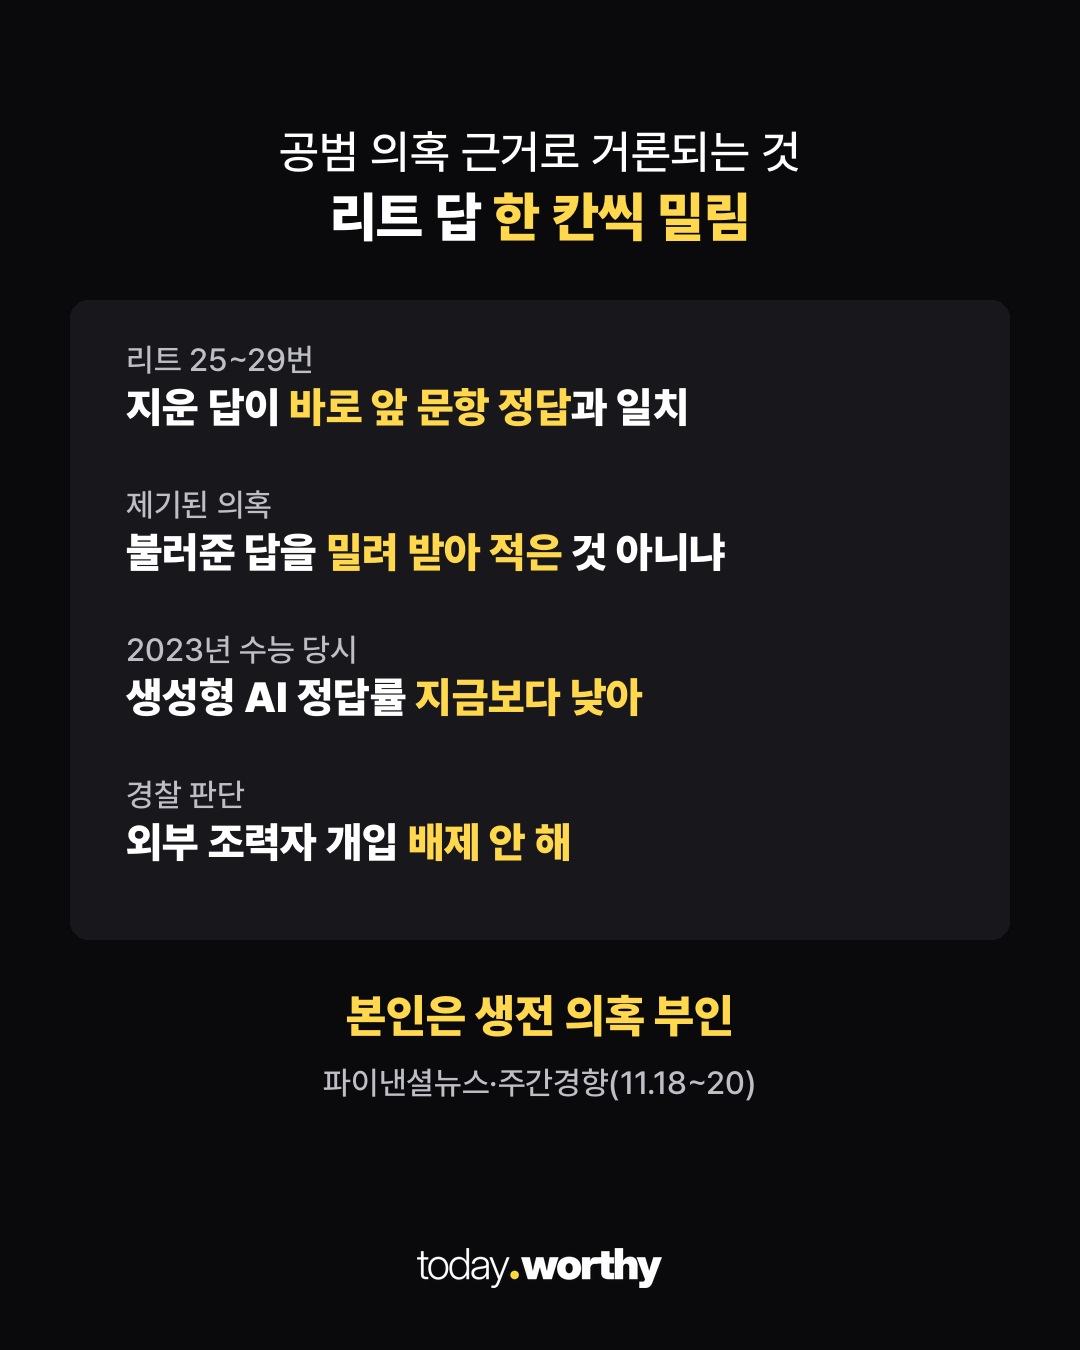 공범 의혹 근거로 거론되는 것
리트 답 한 칸씩 밀림
리트 25~29번
지운 답이 바로 앞 문항 정답과 일치
제기된 의혹
불러준 답을 밀려 받아 적은 것 아니냐
2023년 수능 당시
생성형 AI 정답률 지금보다 낮아
경찰 판단
외부 조력자 개입 배제 안 해
본인은 생전 의혹 부인
파이낸셜뉴스·주간경향(11.18~20)
today.worthy